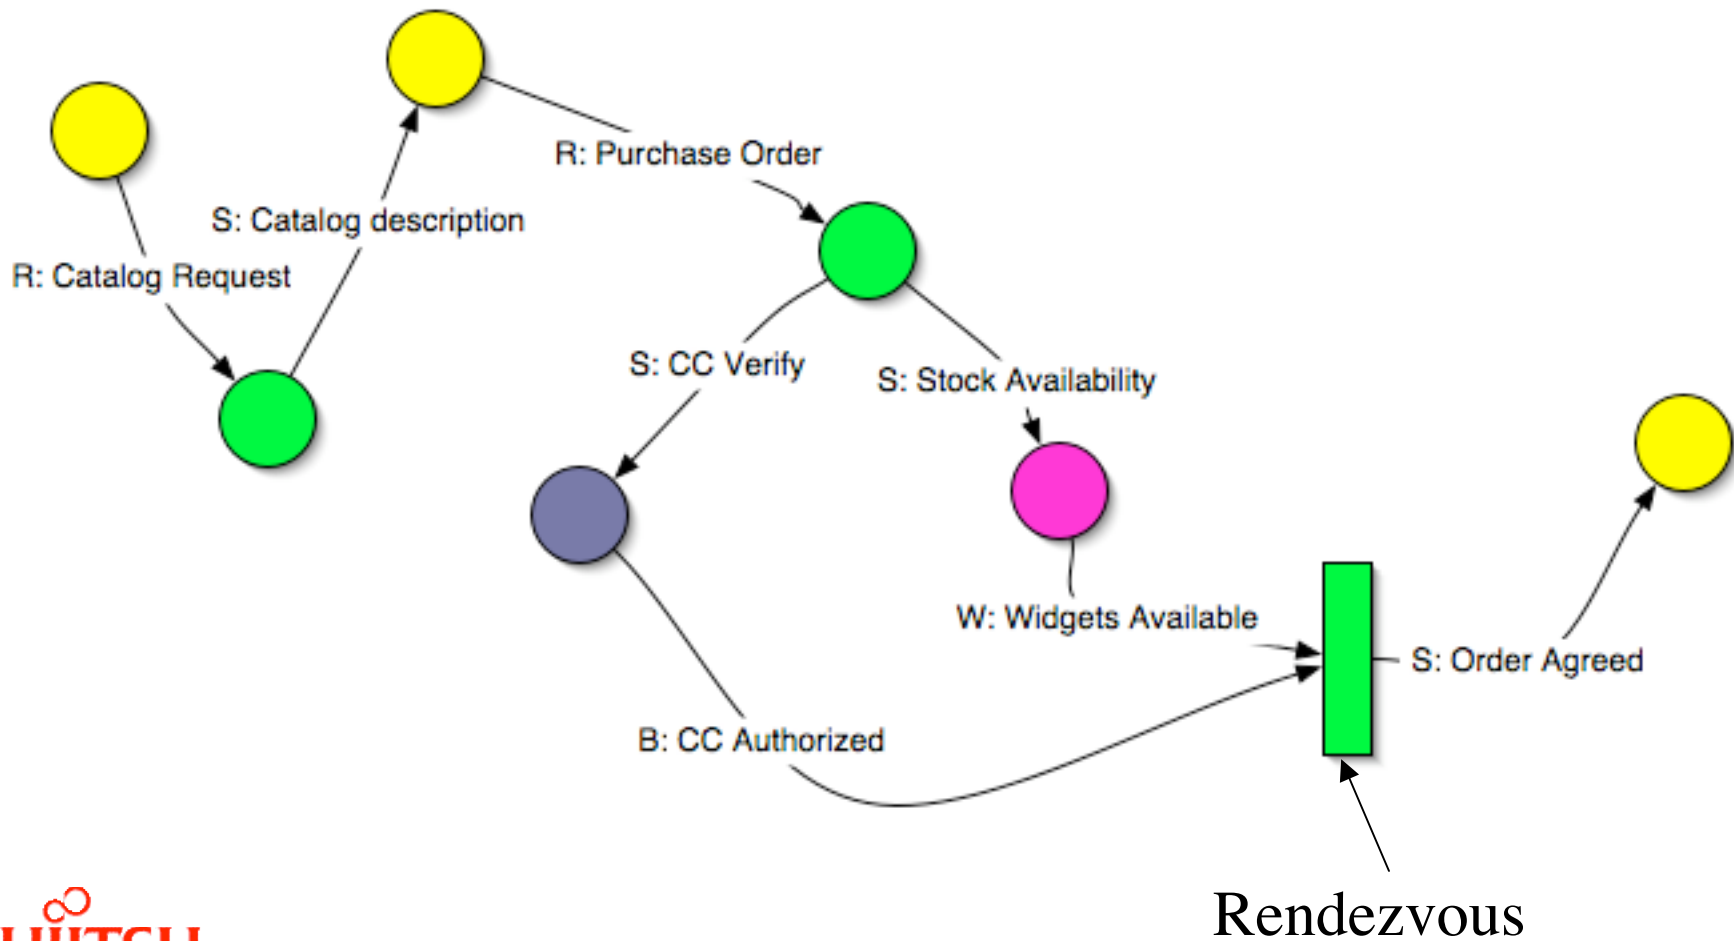 R: Purchase Order
S: Catalog description
R: Catalog Request
S: CC Verify
S: Stock Availability
W: Widgets Available
S: Order Agreed
B: CC Authorized
Rendezvous